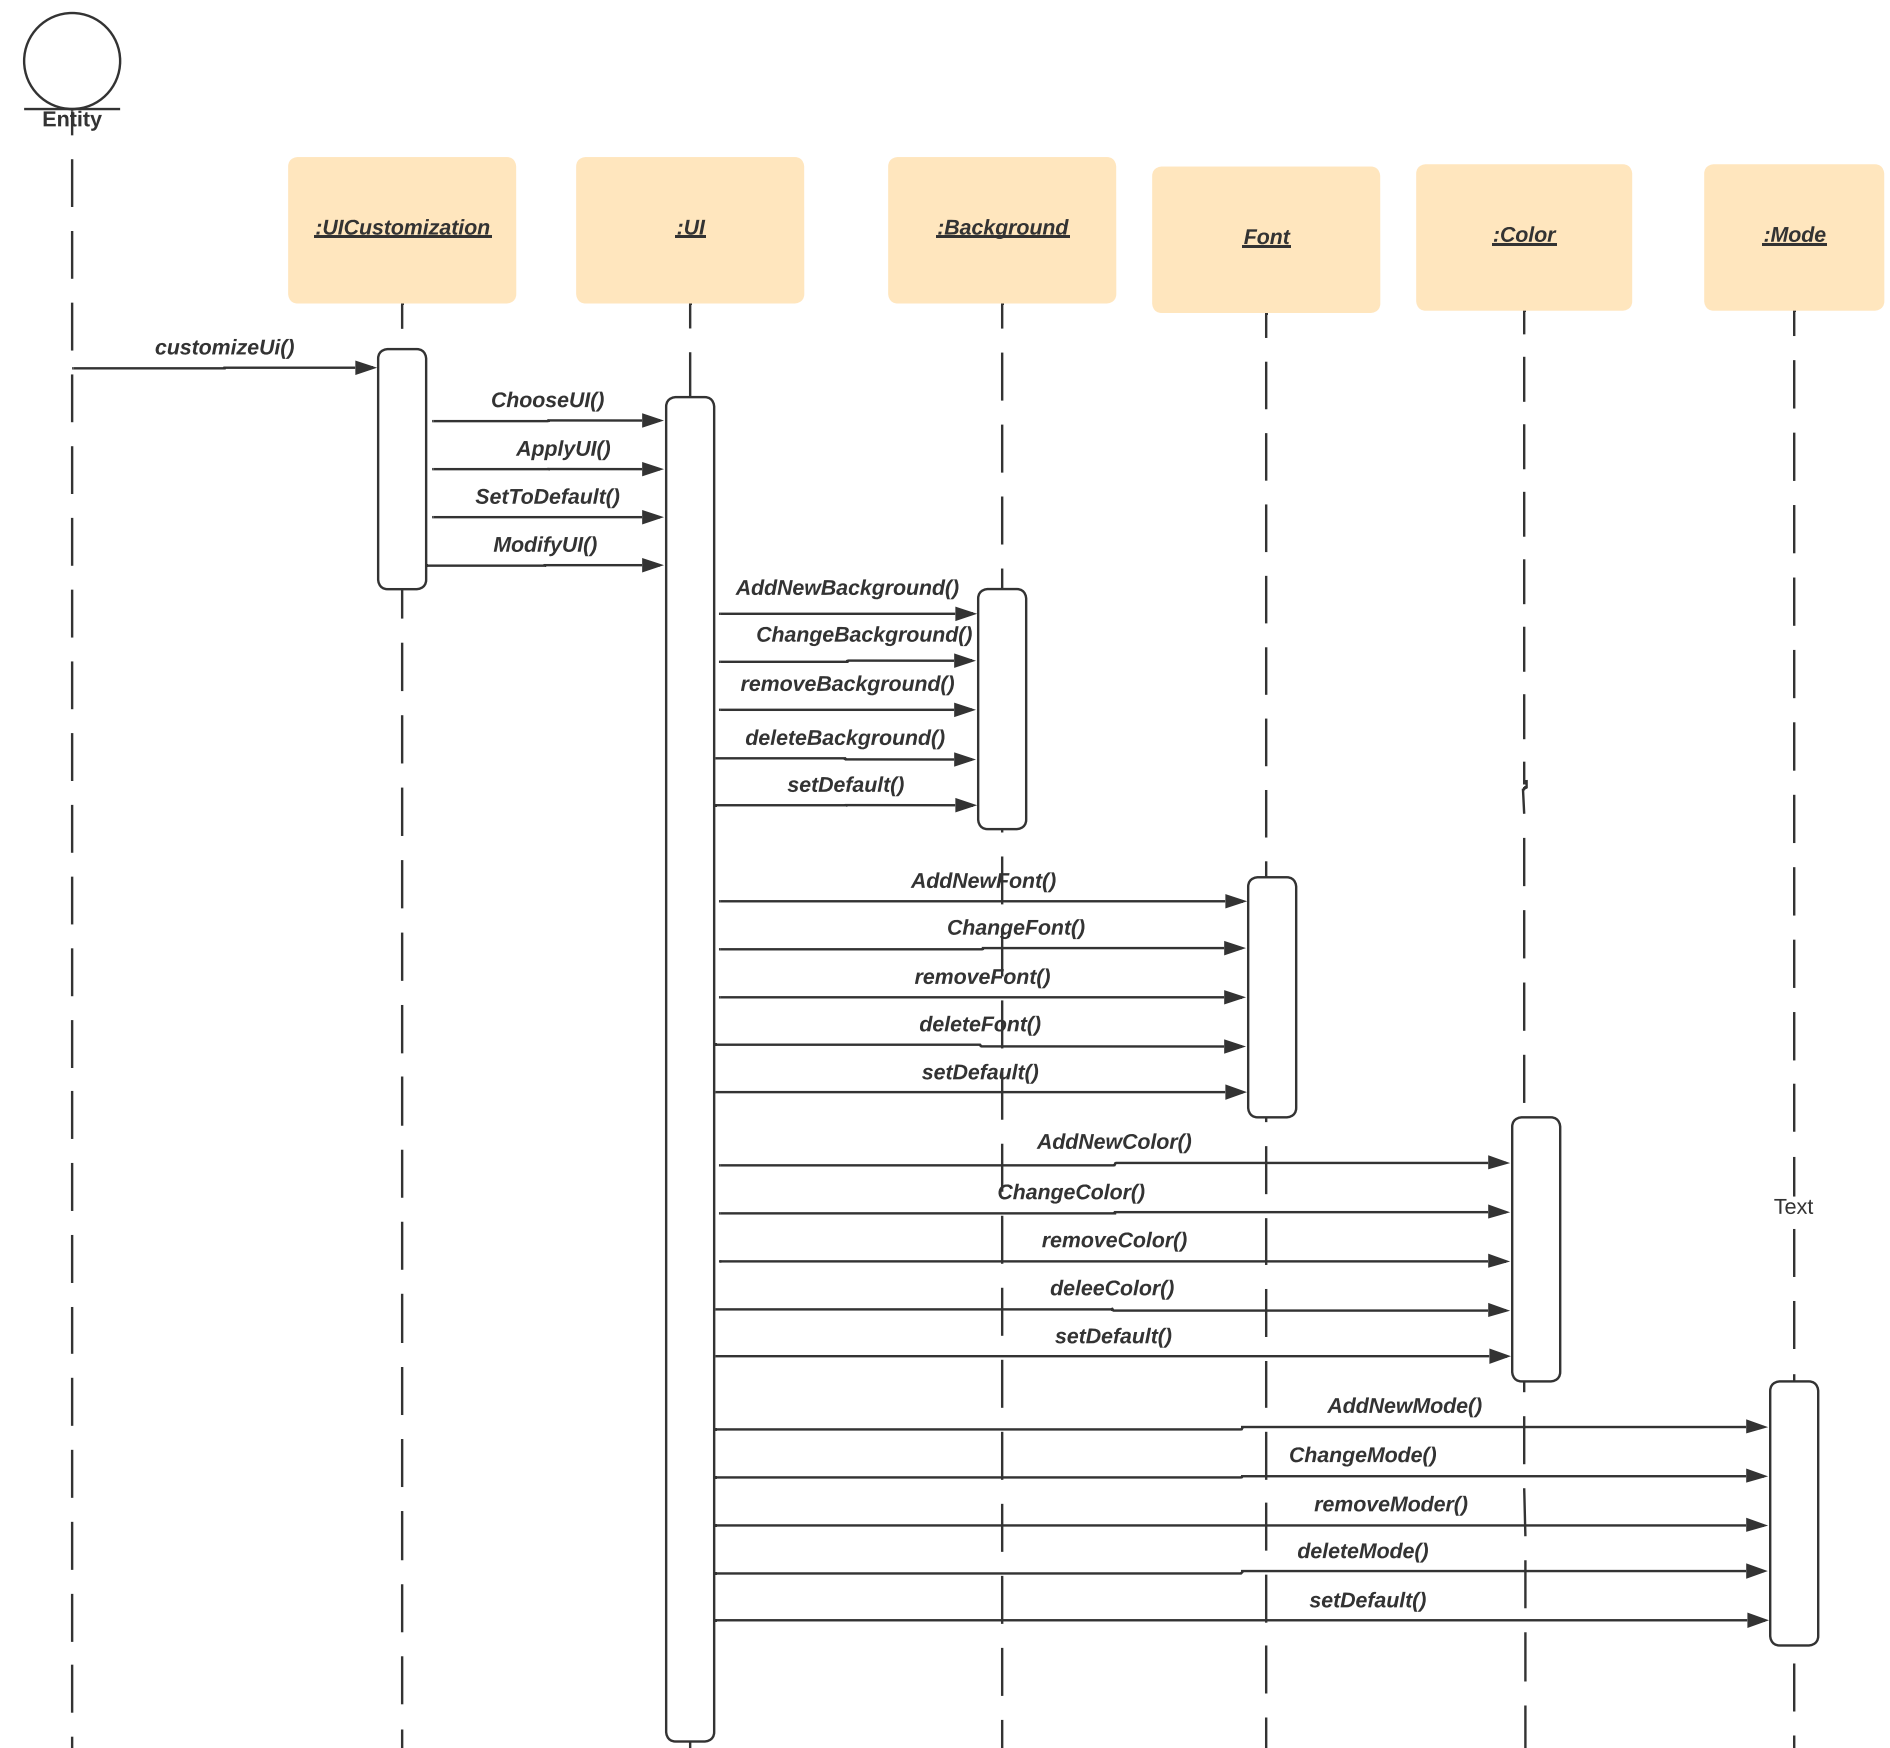 Entity
:UICustomization
:UI
:Background
Font
:Color
:Mode
customizeUi()
ChooseUI()
ApplyUI()
SetToDefault()
ModifyUI()
AddNewBackground()
ChangeBackground()
removeBackground()
deleteBackground()
setDefault()
AddNewFont()
ChangeFont()
removeFont()
deleteFont()
setDefault()
AddNewColor()
ChangeColor()
Text
removeColor()
deleeColor()
setDefault()
AddNewMode()
ChangeMode()
removeModer()
deleteMode()
setDefault()